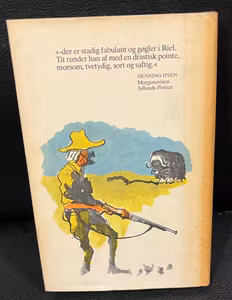 »–der er stadig fabulant og gøgler i Riel.
Tit runder han af med en drastisk pointe,
morsom, tvetydig, sort og saftig.«
HENNING IPSEN
Morgenavisen
Jyllands-Posten